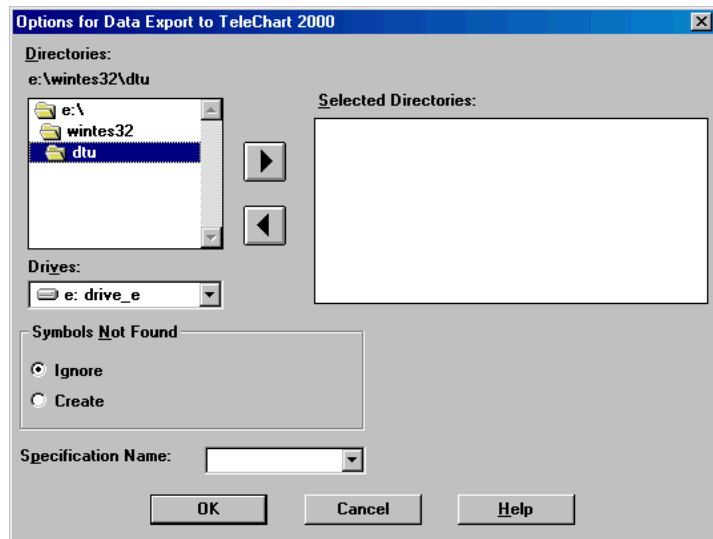 Options for Data Export to TeleChart 2000
Directories:
e:\wintes32\dtu
e:\
wintes32
dtu
Selected Directories:
Drives:
e: drive_e
Symbols Not Found
Ignore
Create
Specification Name:
OK
Cancel
Help